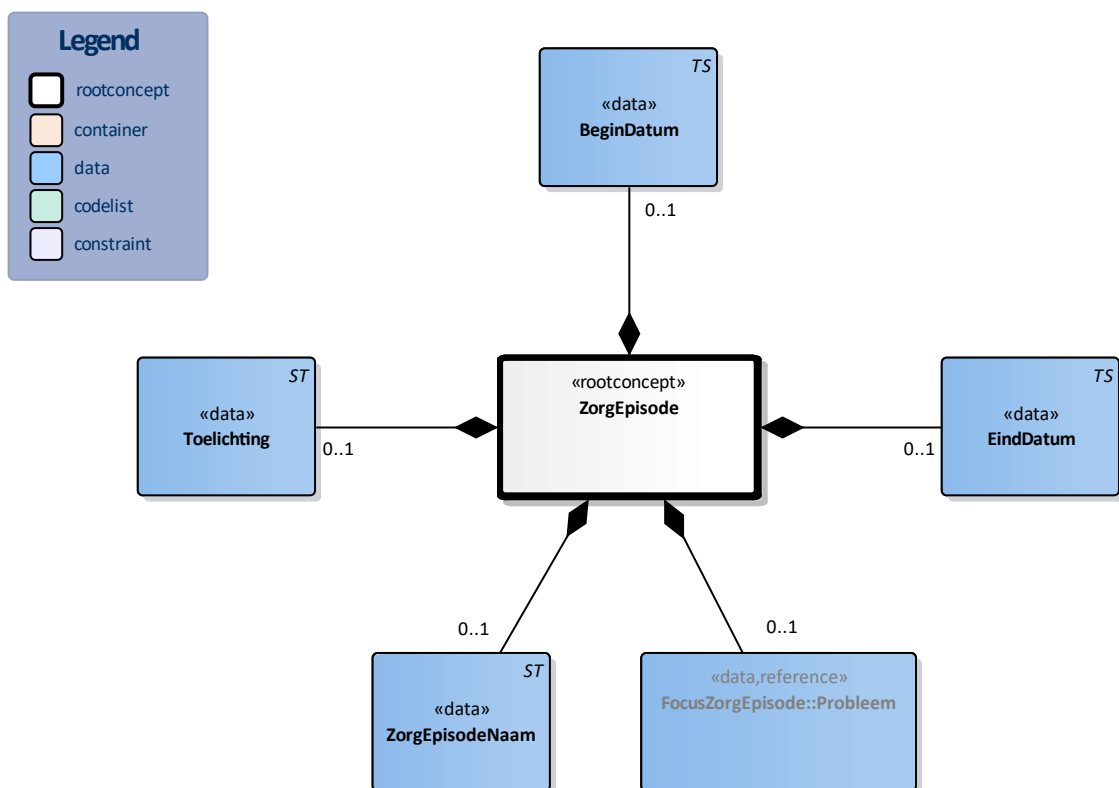 Legend
rootconcept
container
data
codelist
constraint
TS
«data»
BeginDatum
0..1
ST
«data»
Toelichting
0..1
«rootconcept»
ZorgEpisode
TS
«data»
EindDatum
0..1
0..1
ST
«data»
ZorgEpisodeNaam
0..1
«data,reference»
FocusZorgEpisode::Probleem